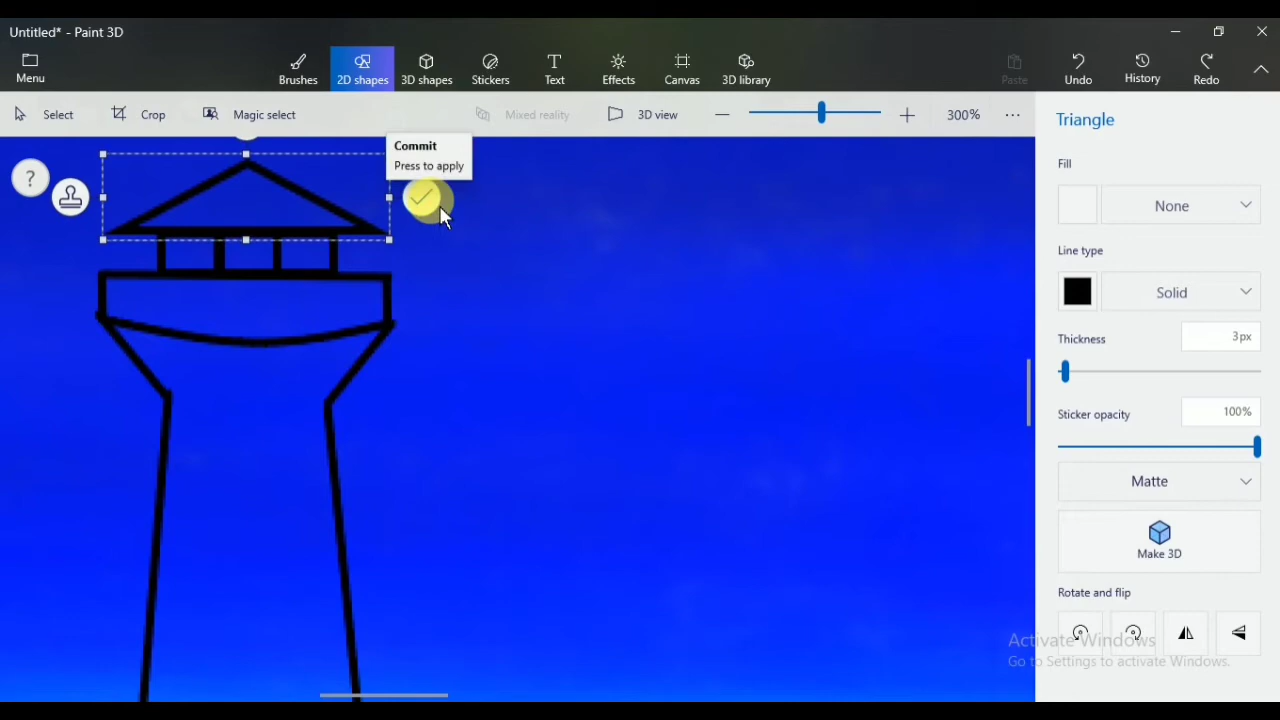 Untitled* - Paint 3D
Menu
Brushes
2D shapes
3D shapes
Stickers
Text
Effects
Canvas
3D library
Paste
Undo
History
Redo
Select
Crop
Magic select
Mixed reality
3D view
300%
Commit
Press to apply
?
Triangle
Fill
None
Line type
Solid
Thickness
3px
Sticker opacity
100%
Matte
Make 3D
Rotate and flip
Activate Windows
Go to Settings to activate Windows.